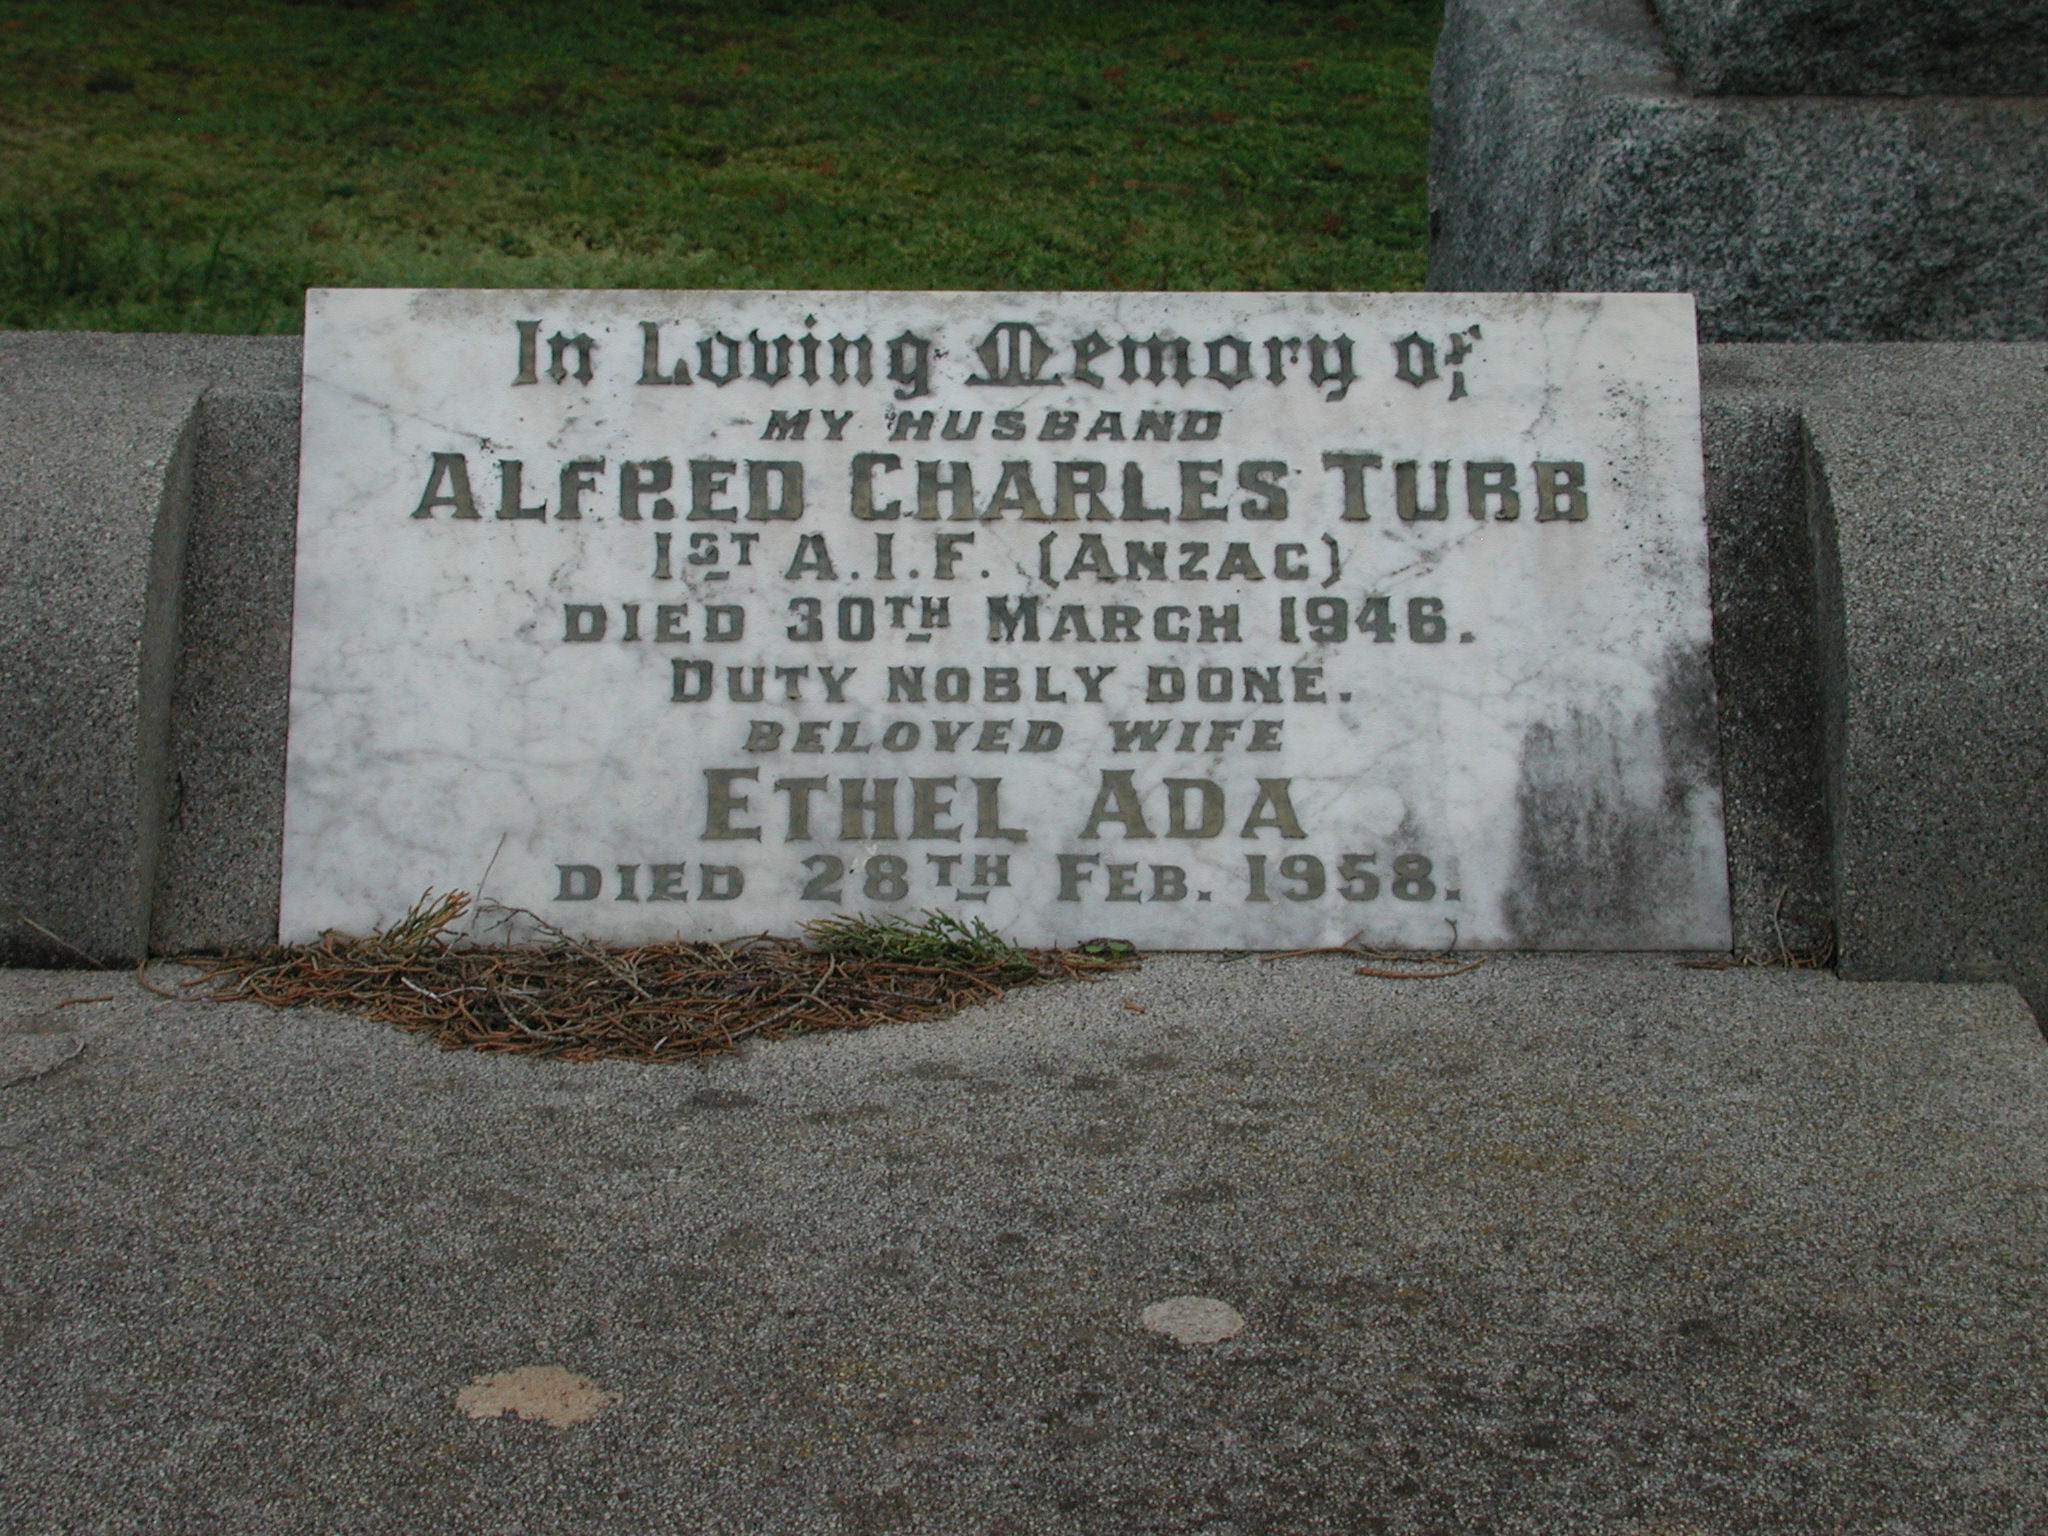 In Loving Memory of
MY HUSBAND
ALFRED CHARLES TUBB
1ST A.I.F. (ANZAC)
DIED 30TH MARCH 1946.
DUTY NOBLY DONE.
BELOVED WIFE
ETHEL ADA
DIED 28TH FEB. 1958.